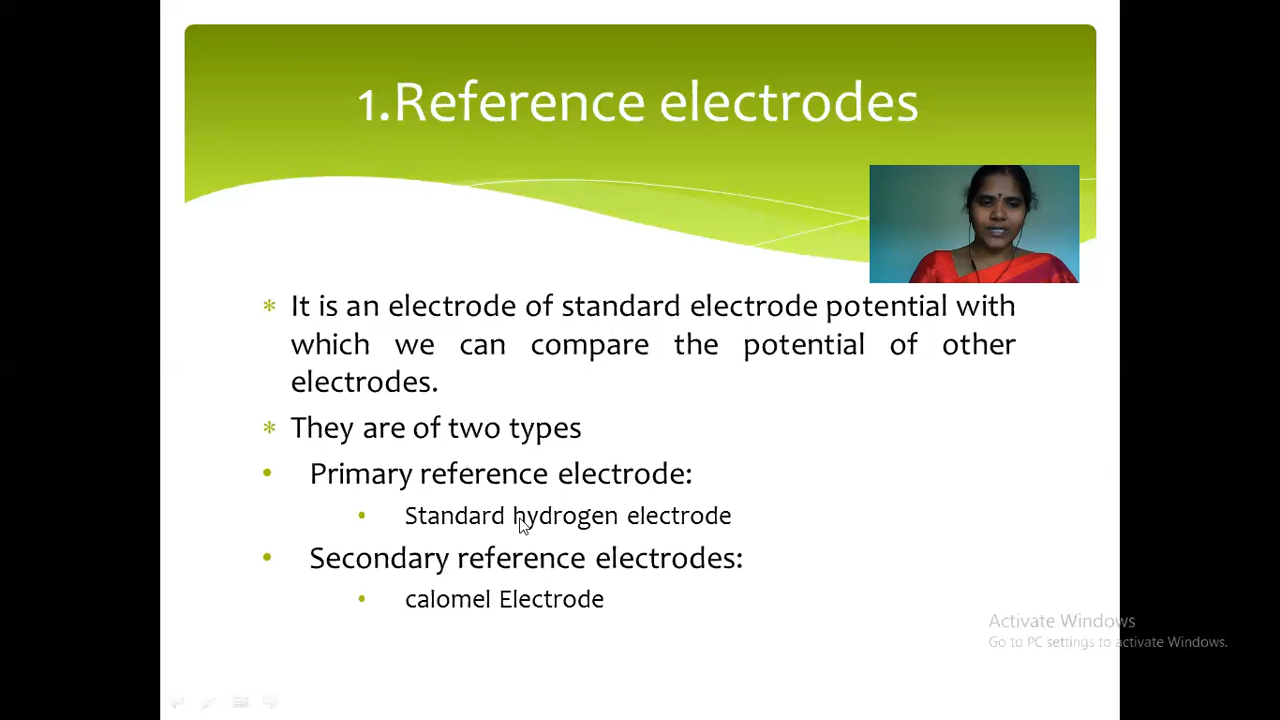 1.Reference electrodes
* It is an electrode of standard electrode potential with
which we can compare the potential of other
electrodes.
* They are of two types
• Primary reference electrode:
• Standard hydrogen electrode
• Secondary reference electrodes:
• calomel Electrode
Activate Windows
Go to PC settings to activate Windows.